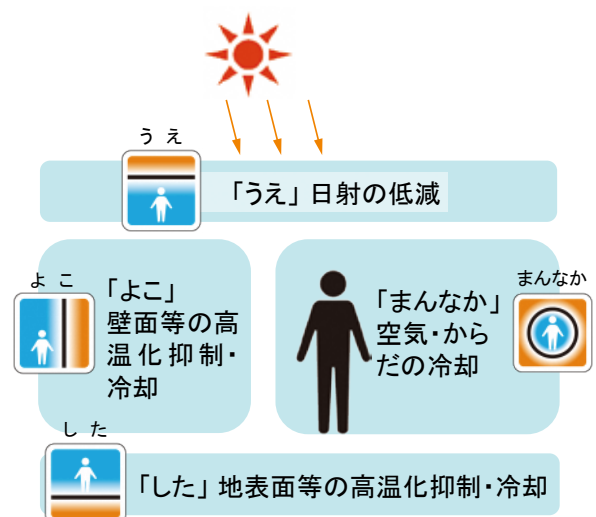 うえ
「うえ」日射の低減
よこ
「よこ」
壁面等の高
温化抑制・
冷却
まんなか
「まんなか」
空気・から
だの冷却
した
「した」地表面等の高温化抑制・冷却